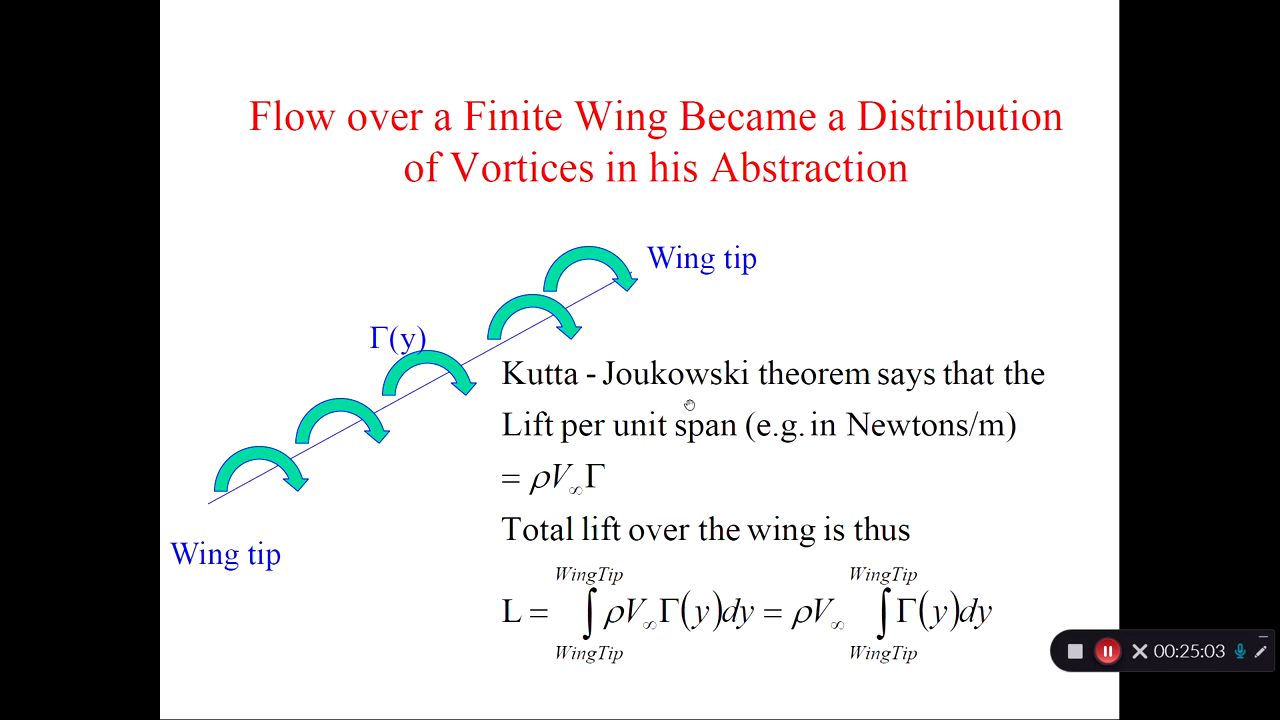 Flow over a Finite Wing Became a Distribution
of Vortices in his Abstraction
Wing tip
Γ(y)
Wing tip
Kutta - Joukowski theorem says that the
Lift per unit span (e.g. in Newtons/m)
= ρV∞Γ
Total lift over the wing is thus
WingTip WingTip
L = ∫ρV∞Γ(y)dy = ρV∞ ∫Γ(y)dy
WingTip WingTip
00:25:03